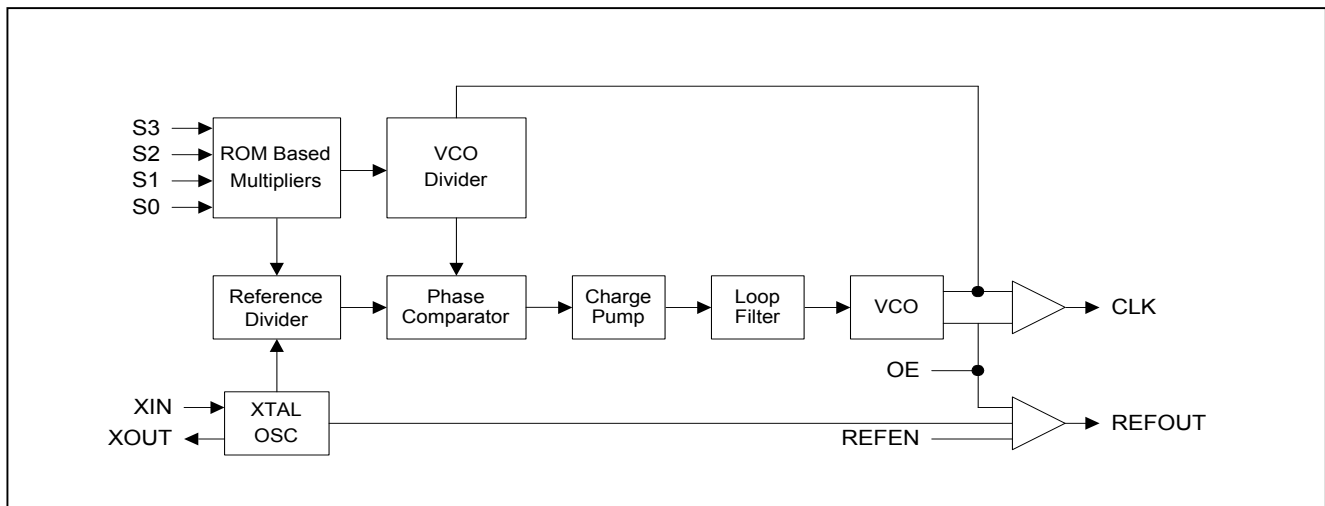 S3
S2
S1
S0
ROM Based
Multipliers
VCO
Divider
Reference
Divider
Phase
Comparator
Charge
Pump
Loop
Filter
VCO
CLK
OE
XIN
XOUT
XTAL
OSC
REFEN
REFOUT